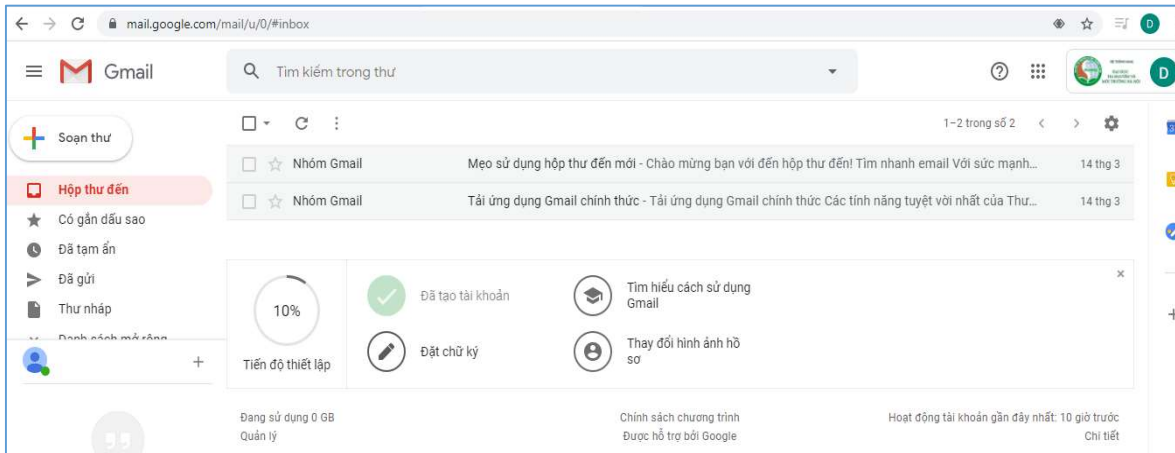 mail.google.com/mail/u/0/#inbox
D
Gmail
Tìm kiếm trong thư
D
Soạn thư
1–2 trong số 2
Nhóm Gmail Mẹo sử dụng hộp thư đến mới - Chào mừng bạn với đến hộp thư đến! Tìm nhanh email Với sức mạnh... 14 thg 3
Nhóm Gmail Tải ứng dụng Gmail chính thức - Tải ứng dụng Gmail chính thức Các tính năng tuyệt vời nhất của Thư... 14 thg 3
Hộp thư đến
Có gắn dấu sao
Đã tạm ẩn
Đã gửi
Thư nháp
Danh sách mở rộng
10%
Tiến độ thiết lập
Đã tạo tài khoản
Tìm hiểu cách sử dụng
Gmail
Đặt chữ ký
Thay đổi hình ảnh hồ
sơ
Đang sử dụng 0 GB
Quản lý
Chính sách chương trình
Được hỗ trợ bởi Google
Hoạt động tài khoản gần đây nhất: 10 giờ trước
Chi tiết